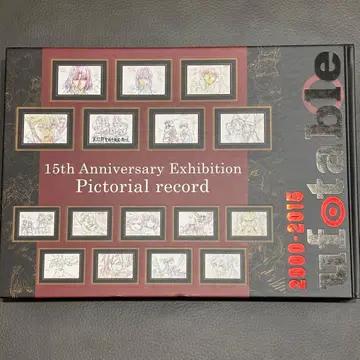 15th Anniversary Exhibition
Pictorial record
2000-2015
ufotable